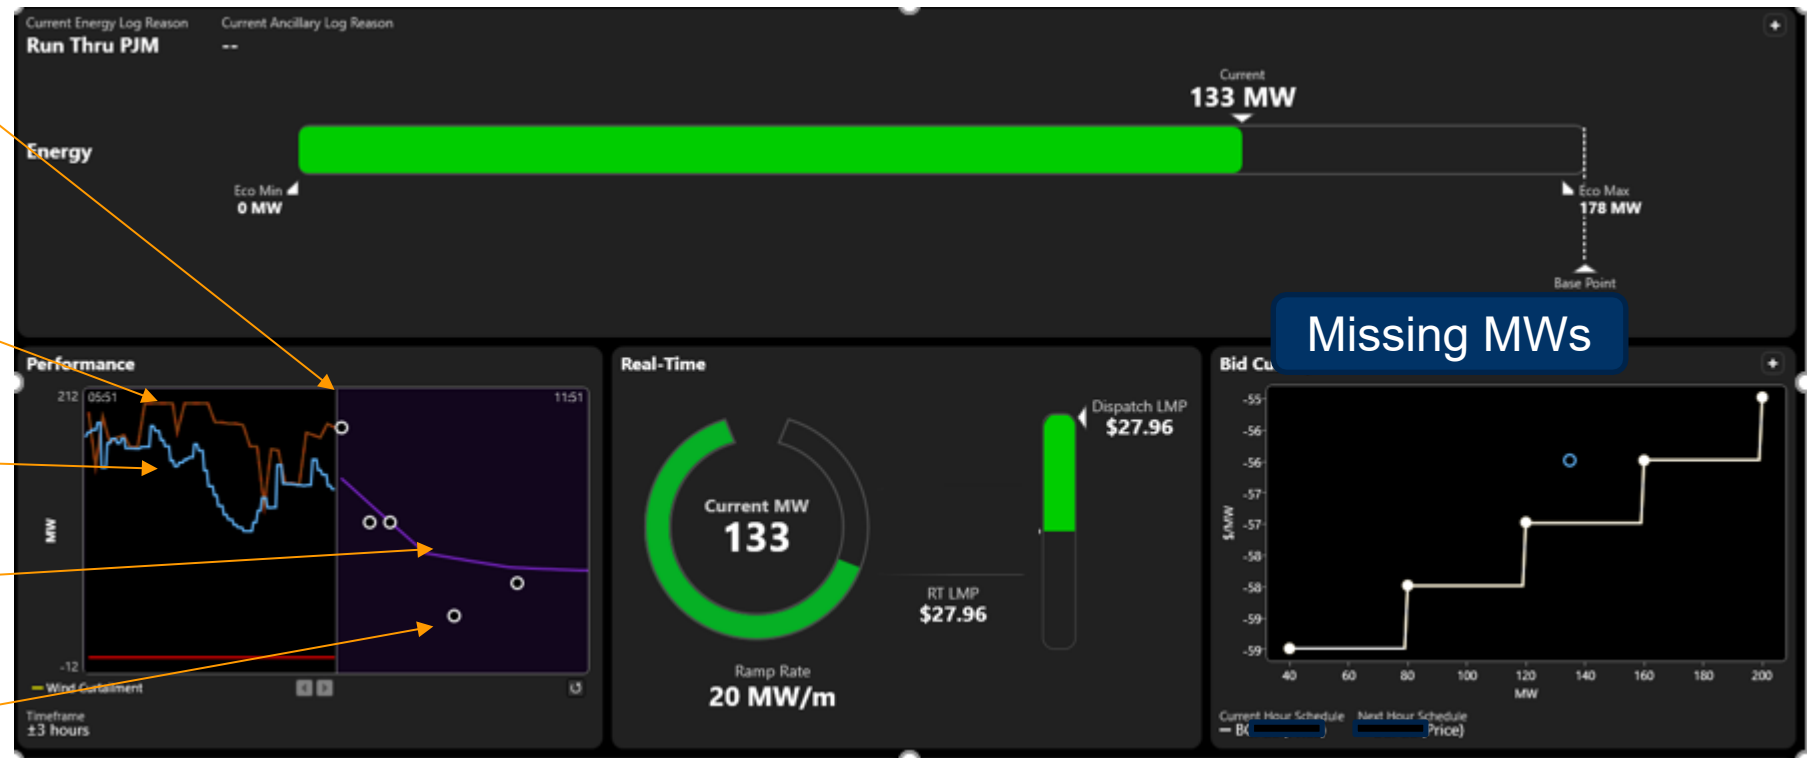 Current Energy Log Reason
Current Ancillary Log Reason
Run Thru PJM
--
Current
133 MW
Energy
Eco Min
0 MW
Eco Max
178 MW
Base Point
Missing MWs
Performance
212
05:51
11:51
MW
-12
Wind Curtailment
Timeframe
±3 hours
Real-Time
Current MW
133
Dispatch LMP
$27.96
RT LMP
$27.96
Ramp Rate
20 MW/m
Bid Cu
-55
-56
-56
-57
-57
-58
-58
-59
-59
$/MW
40 60 80 100 120 140 160 180 200
MW
Current Hour Schedule
Next Hour Schedule
Price)